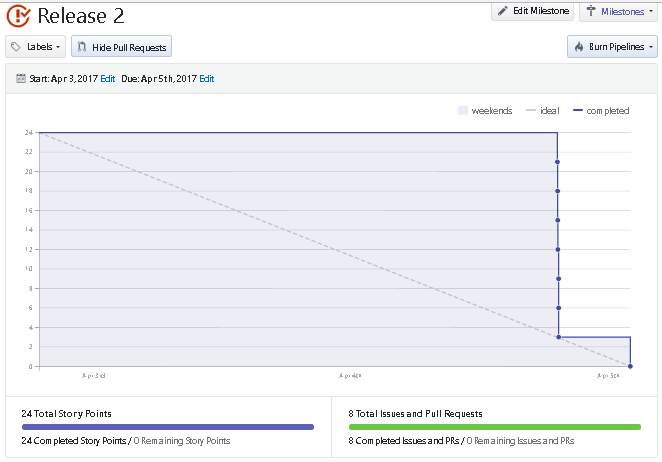 Release 2
Edit Milestone
Milestones
Labels
Hide Pull Requests
Burn Pipelines
Start: Apr 3, 2017 Edit Due: Apr 5th, 2017 Edit
weekends ideal completed
24
22
20
18
16
14
12
10
8
6
4
2
0
Apr 3rd Apr 4th Apr 5th
24 Total Story Points
24 Completed Story Points / 0 Remaining Story Points
8 Total Issues and Pull Requests
8 Completed Issues and PRs / 0 Remaining Issues and PRs